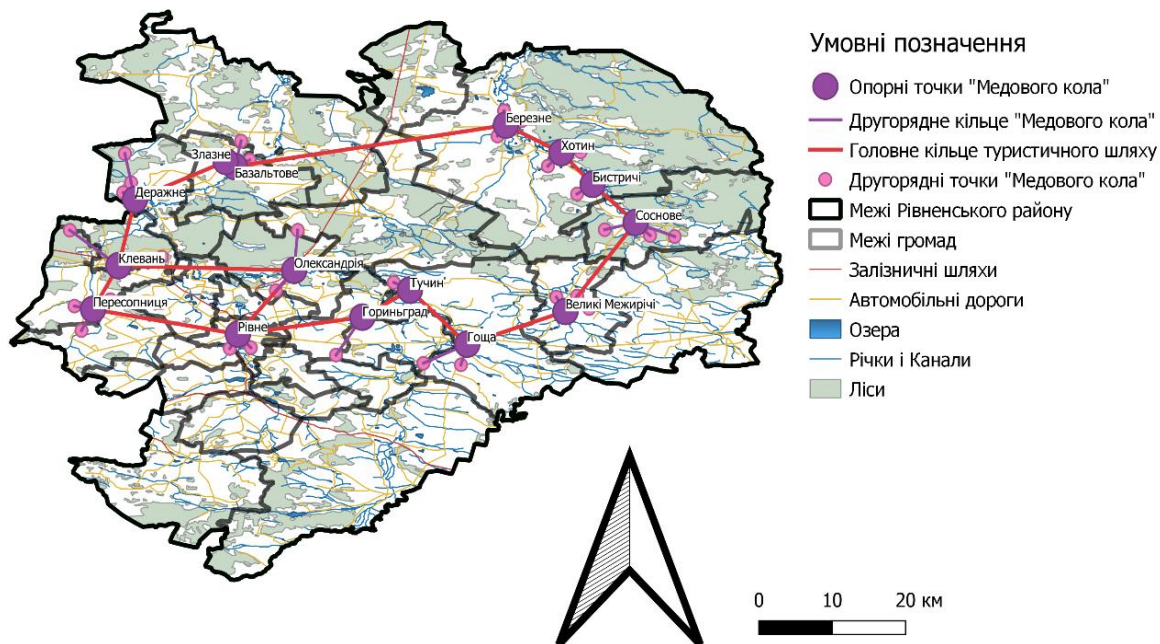 Умовні позначення
Опорні точки "Медового кола"
Другорядне кільце "Медового кола"
Головне кільце туристичного шляху
Другорядні точки "Медового кола"
Межі Рівненського району
Межі громад
Залізничні шляхи
Автомобільні дороги
Озера
Річки і Канали
Ліси
Березне
Хотин
Злазне
Базальтове
Бистричі
Деражне
Соснове
Клевань
Олександрія
Тучин
Пересопниця
Великі Межирічі
Гориньград
Рівне
Гоща
0 10 20 км